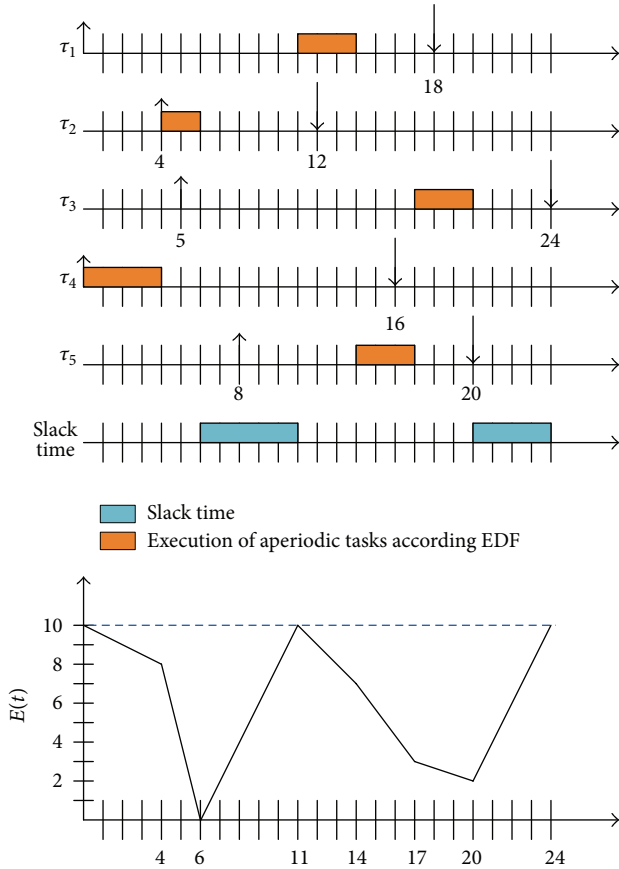 τ1
18
τ2
4
12
τ3
5
24
τ4
16
τ5
8
20
Slack
time
Slack time
Execution of aperiodic tasks according EDF
10
8
6
4
2
E(t)
4 6 11 14 17 20 24